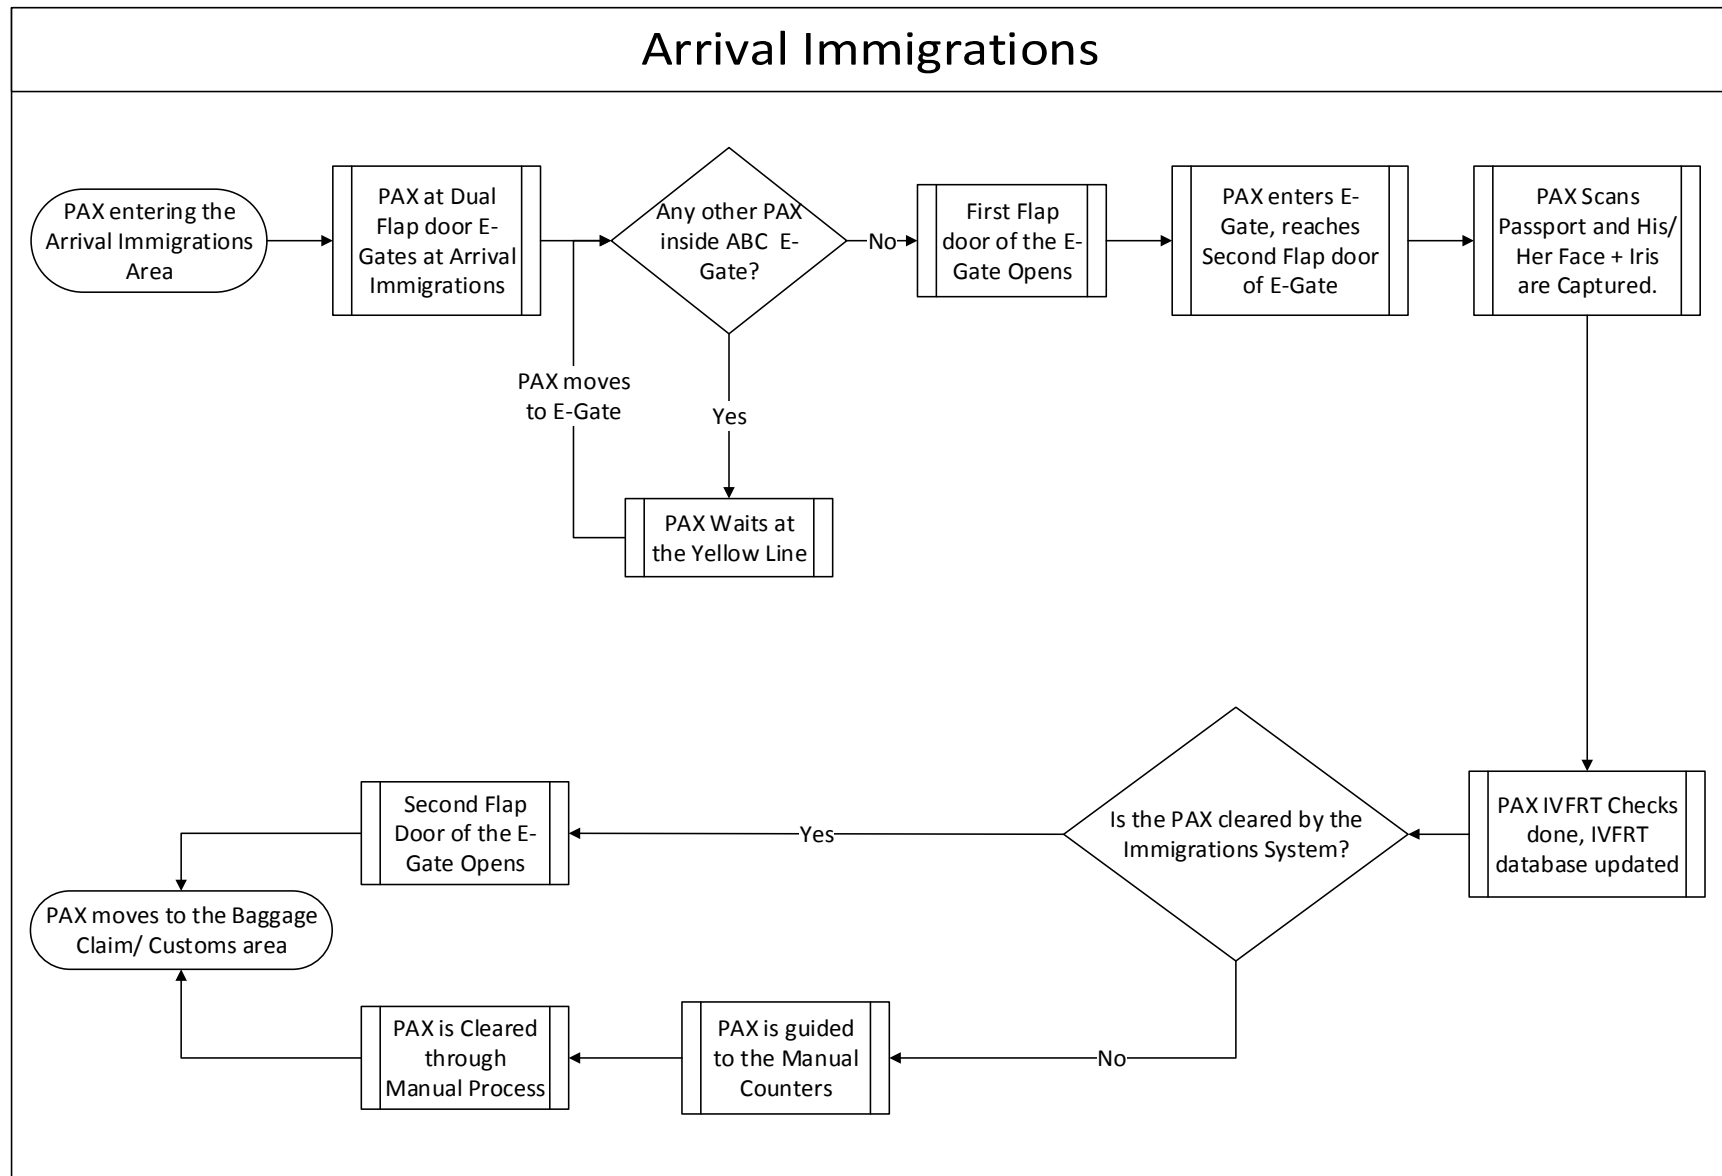 Arrival Immigrations
PAX entering the
Arrival Immigrations
Area
PAX at Dual
Flap door E-
Gates at Arrival
Immigrations
Any other PAX
inside ABC E-
Gate?
No
First Flap
door of the E-
Gate Opens
PAX enters E-
Gate, reaches
Second Flap door
of E-Gate
PAX Scans
Passport and His/
Her Face + Iris
are Captured.
PAX moves
to E-Gate
Yes
PAX Waits at
the Yellow Line
PAX IVFRT Checks
done, IVFRT
database updated
Is the PAX cleared by the
Immigrations System?
Yes
Second Flap
Door of the E-
Gate Opens
PAX moves to the Baggage
Claim/ Customs area
No
PAX is guided
to the Manual
Counters
PAX is Cleared
through
Manual Process